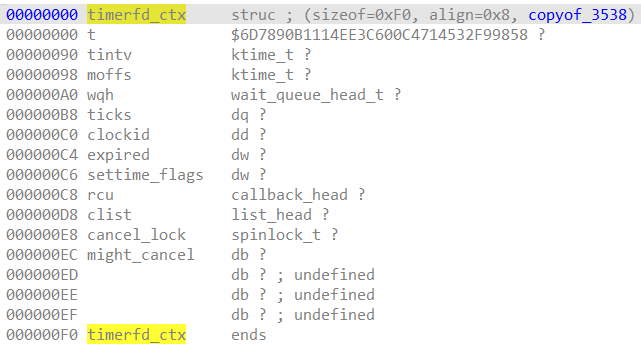 00000000 timerfd_ctx     struc ; (sizeof=0xF0, align=0x8, copyof_3538)
00000000 t               $6D7890B1114EE3C600C4714532F99858 ?
00000090 tintv           ktime_t ?
00000098 moffs           ktime_t ?
000000A0 wqh             wait_queue_head_t ?
000000B8 ticks           dq ?
000000C0 clockid         dd ?
000000C4 expired         dw ?
000000C6 settime_flags   dw ?
000000C8 rcu             callback_head ?
000000D8 clist           list_head ?
000000E8 cancel_lock     spinlock_t ?
000000EC might_cancel    db ?
000000ED                 db ? ; undefined
000000EE                 db ? ; undefined
000000EF                 db ? ; undefined
000000F0 timerfd_ctx     ends